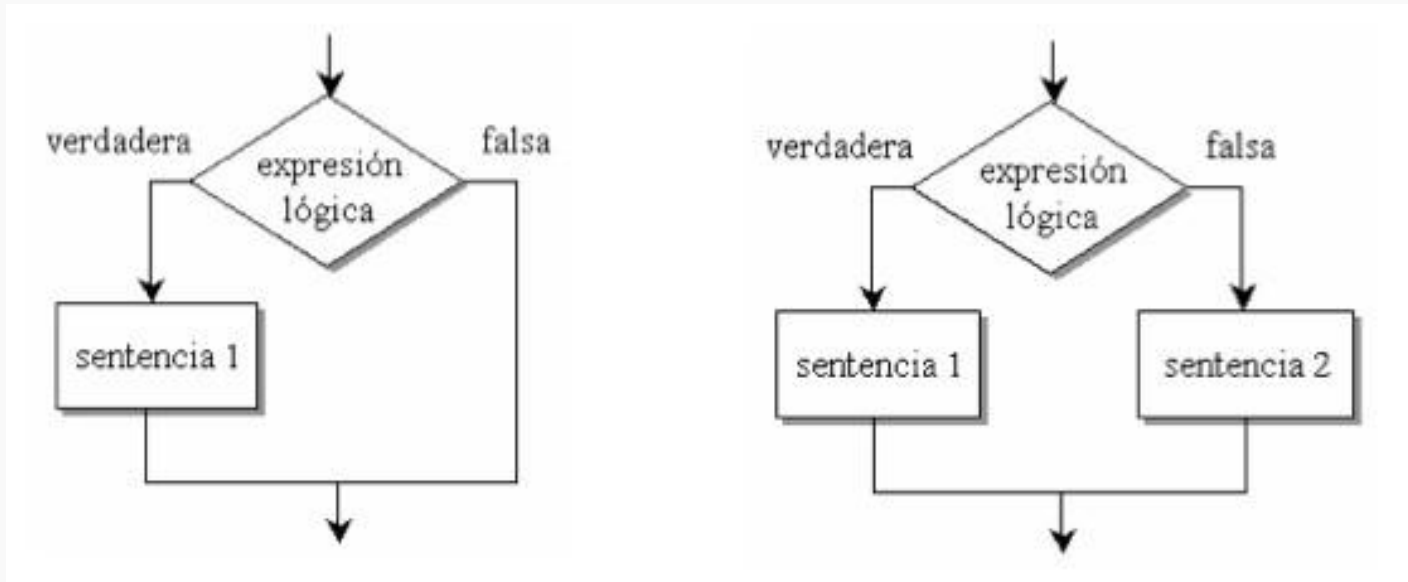 verdadera
falsa
expresión
lógica
sentencia 1
verdadera
falsa
expresión
lógica
sentencia 1
sentencia 2